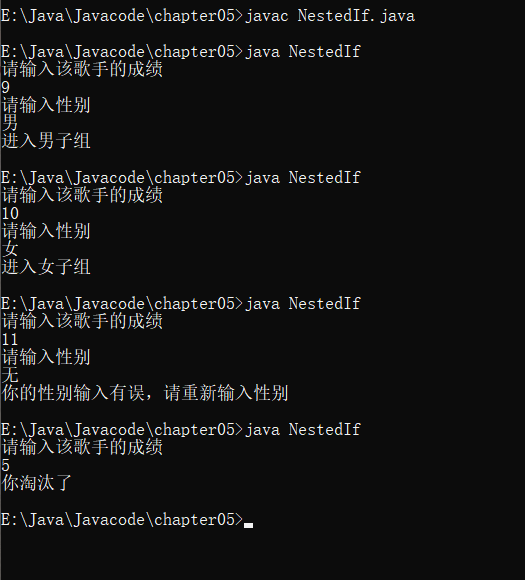 E:\Java\Javacode\chapter05>javac NestedIf.java
E:\Java\Javacode\chapter05>java NestedIf
请输入该歌手的成绩
9
请输入性别
男
进入男子组
E:\Java\Javacode\chapter05>java NestedIf
请输入该歌手的成绩
10
请输入性别
女
进入女子组
E:\Java\Javacode\chapter05>java NestedIf
请输入该歌手的成绩
11
请输入性别
无
你的性别输入有误，请重新输入性别
E:\Java\Javacode\chapter05>java NestedIf
请输入该歌手的成绩
5
你淘汰了
E:\Java\Javacode\chapter05>